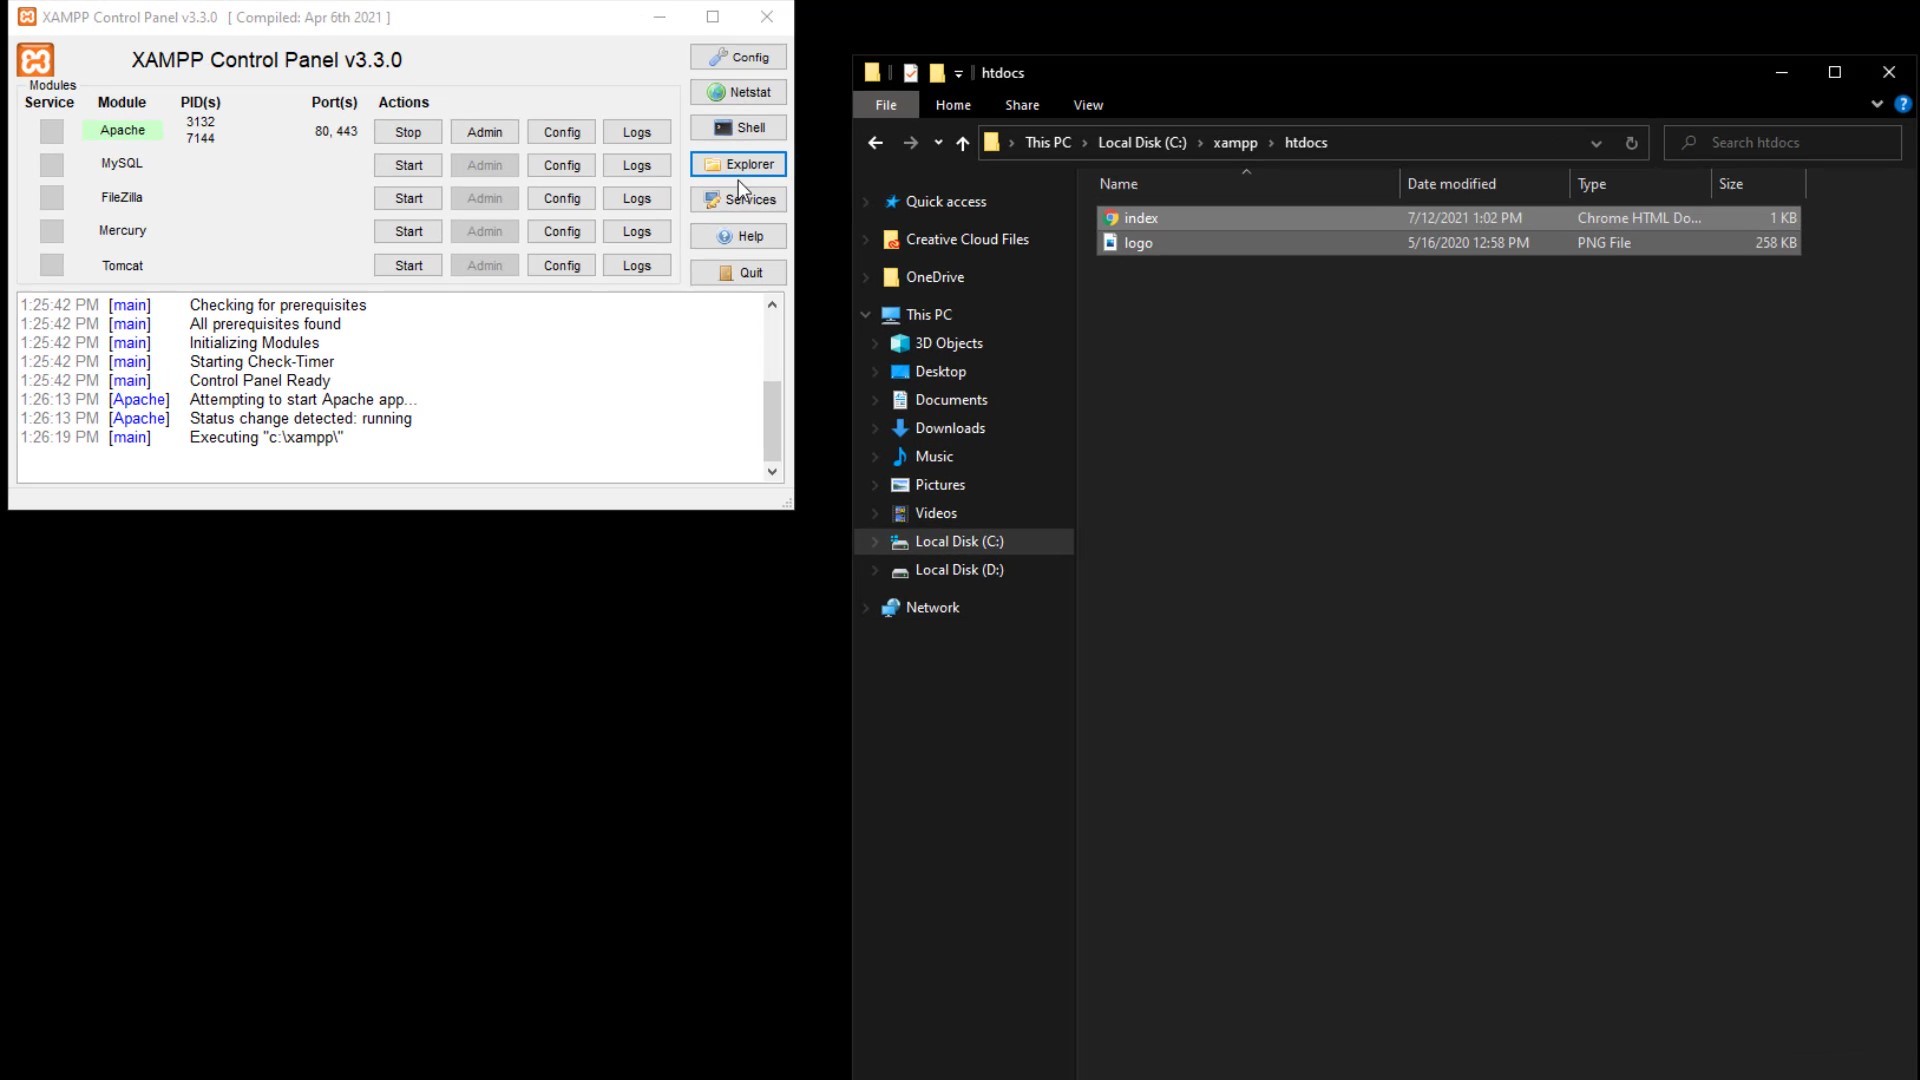 XAMPP Control Panel v3.3.0 [ Compiled: Apr 6th 2021 ]
XAMPP Control Panel v3.3.0
Config
Modules
Service Module PID(s) Port(s) Actions
Netstat
Apache 3132 7144 80, 443 Stop Admin Config Logs
Shell
MySQL Start Admin Config Logs
Explorer
FileZilla Start Admin Config Logs
Services
Mercury Start Admin Config Logs
Help
Tomcat Start Admin Config Logs
Quit
1:25:42 PM [main] Checking for prerequisites
1:25:42 PM [main] All prerequisites found
1:25:42 PM [main] Initializing Modules
1:25:42 PM [main] Starting Check-Timer
1:25:42 PM [main] Control Panel Ready
1:26:13 PM [Apache] Attempting to start Apache app...
1:26:13 PM [Apache] Status change detected: running
1:26:19 PM [main] Executing "c:\xampp\"
htdocs
File Home Share View
This PC Local Disk (C:) xampp htdocs
Search htdocs
Name Date modified Type Size
index 7/12/2021 1:02 PM Chrome HTML Do... 1 KB
logo 5/16/2020 12:58 PM PNG File 258 KB
Quick access
Creative Cloud Files
OneDrive
This PC
3D Objects
Desktop
Documents
Downloads
Music
Pictures
Videos
Local Disk (C:)
Local Disk (D:)
Network